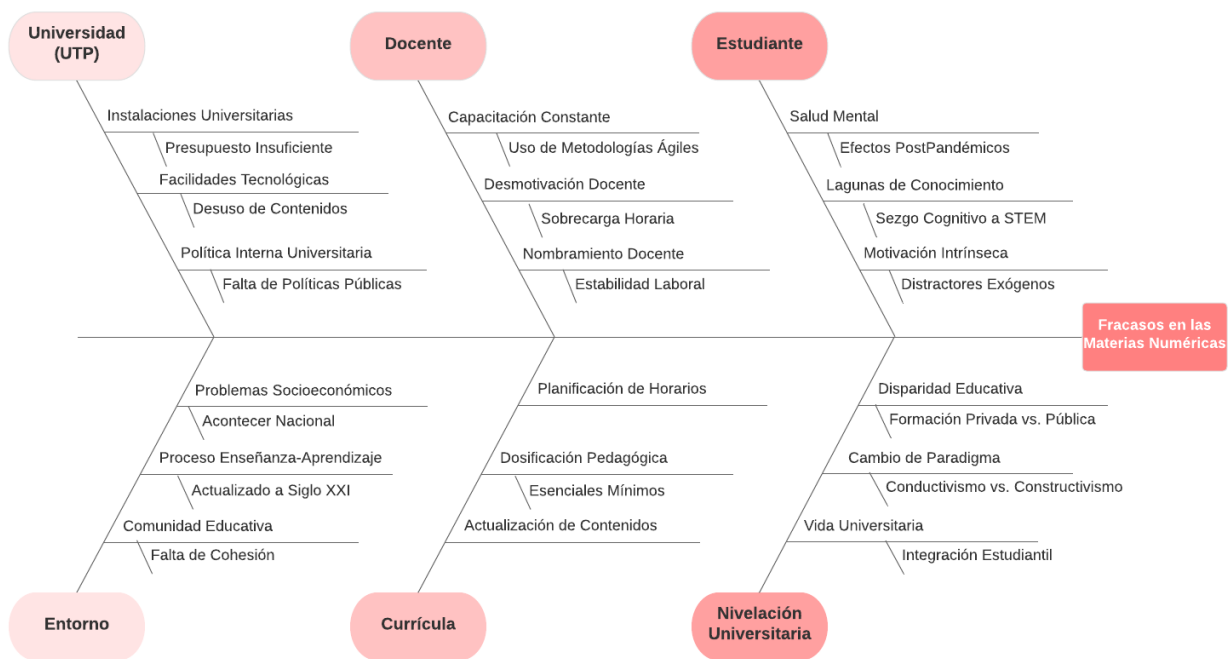 Universidad
(UTP)
Docente
Estudiante
Instalaciones Universitarias
Presupuesto Insuficiente
Facilidades Tecnológicas
Desuso de Contenidos
Política Interna Universitaria
Falta de Políticas Públicas
Capacitación Constante
Uso de Metodologías Ágiles
Desmotivación Docente
Sobrecarga Horaria
Nombramiento Docente
Estabilidad Laboral
Salud Mental
Efectos PostPandémicos
Lagunas de Conocimiento
Sezgo Cognitivo a STEM
Motivación Intrínseca
Distractores Exógenos
Fracasos en las
Materias Numéricas
Problemas Socioeconómicos
Acontecer Nacional
Proceso Enseñanza-Aprendizaje
Actualizado a Siglo XXI
Comunidad Educativa
Falta de Cohesión
Planificación de Horarios
Dosificación Pedagógica
Esenciales Mínimos
Actualización de Contenidos
Disparidad Educativa
Formación Privada vs. Pública
Cambio de Paradigma
Conductivismo vs. Constructivismo
Vida Universitaria
Integración Estudiantil
Entorno
Currícula
Nivelación
Universitaria